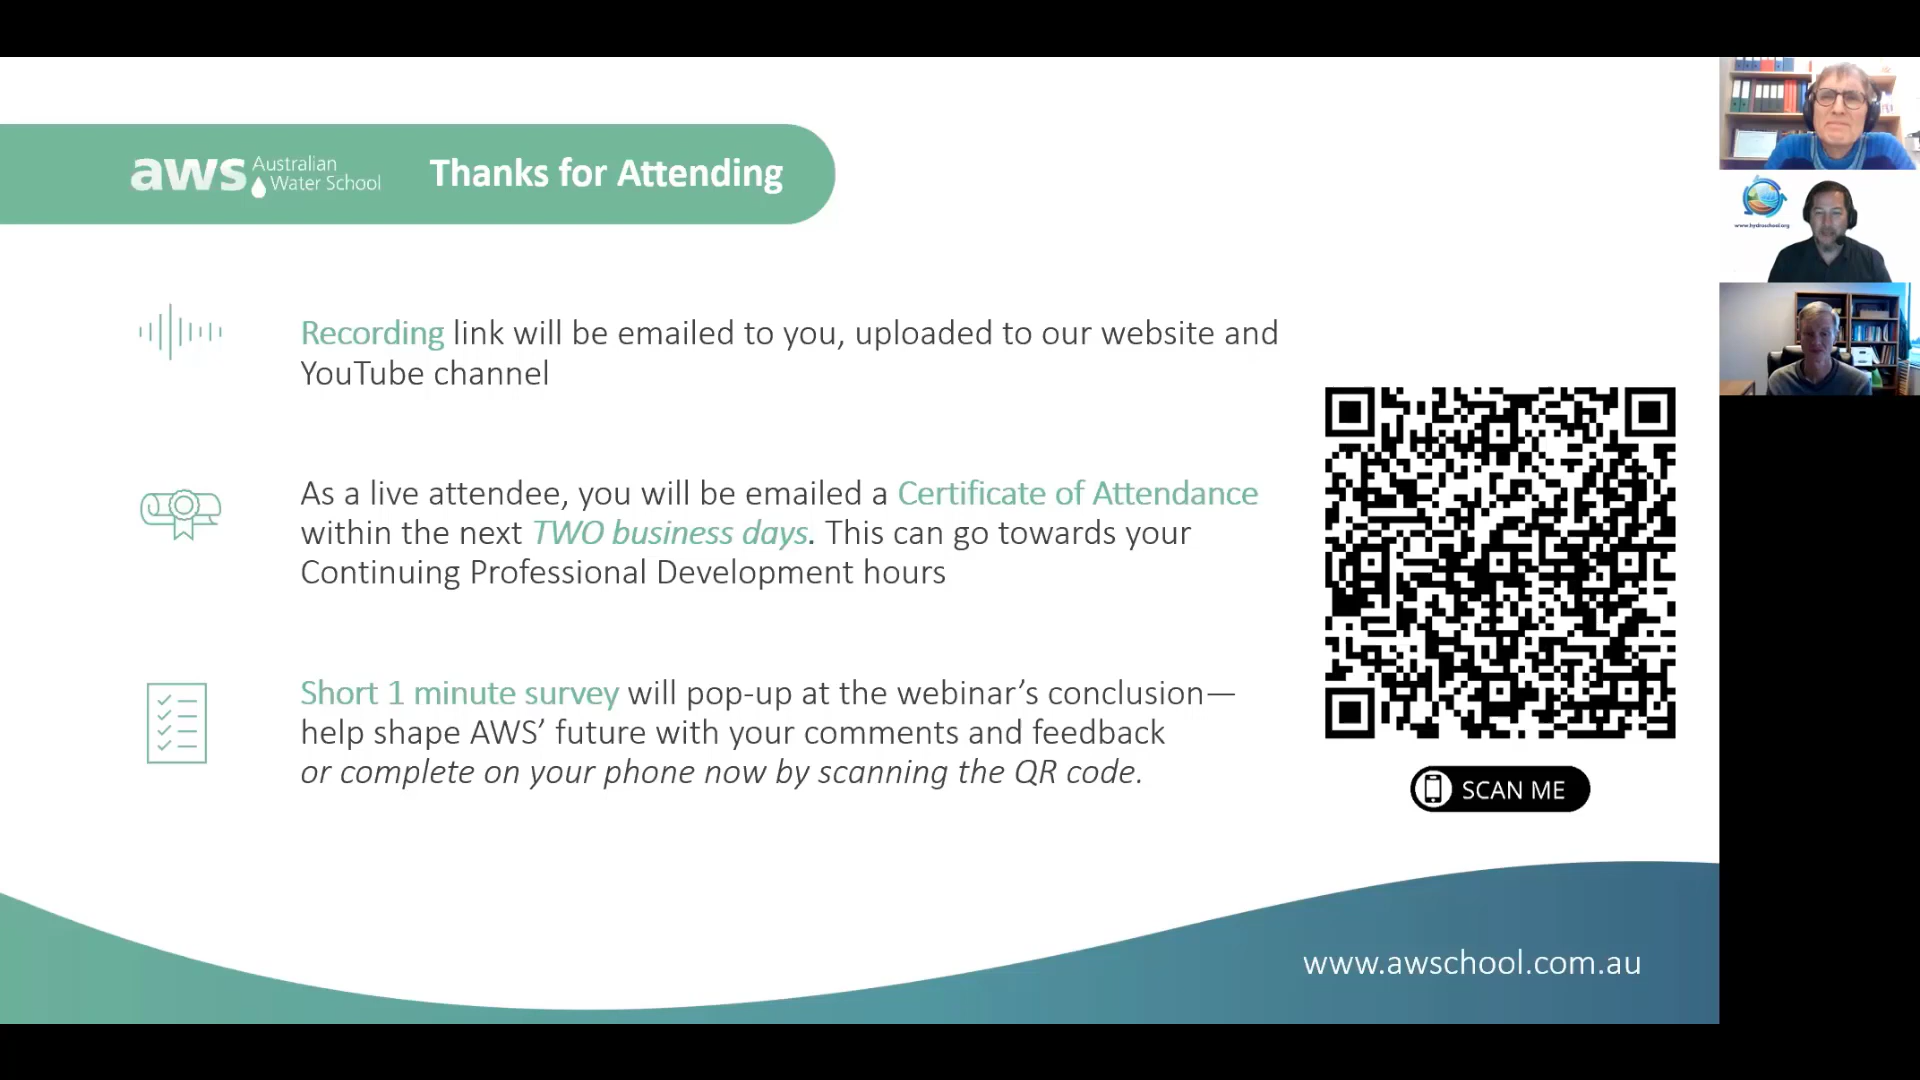 aws Australian
Water School
Thanks for Attending
www.hydroschool.org
Recording link will be emailed to you, uploaded to our website and
YouTube channel
As a live attendee, you will be emailed a Certificate of Attendance
within the next TWO business days. This can go towards your
Continuing Professional Development hours
Short 1 minute survey will pop-up at the webinar’s conclusion—
help shape AWS’ future with your comments and feedback
or complete on your phone now by scanning the QR code.
SCAN ME
www.awschool.com.au